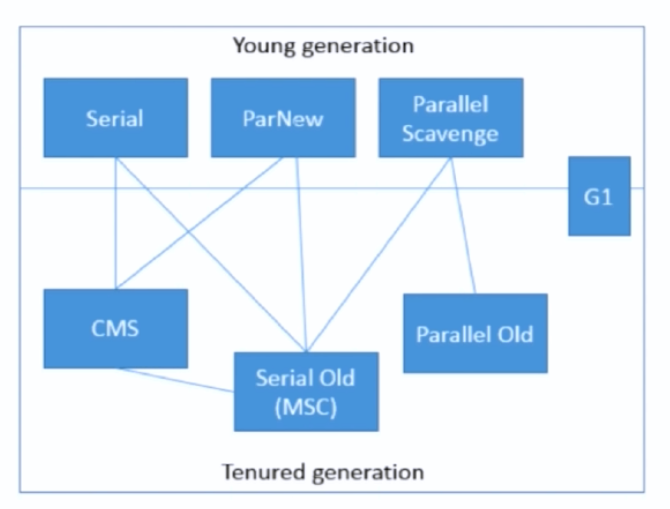 Young generation
Serial
ParNew
Parallel
Scavenge
G1
CMS
Parallel Old
Serial Old
(MSC)
Tenured generation